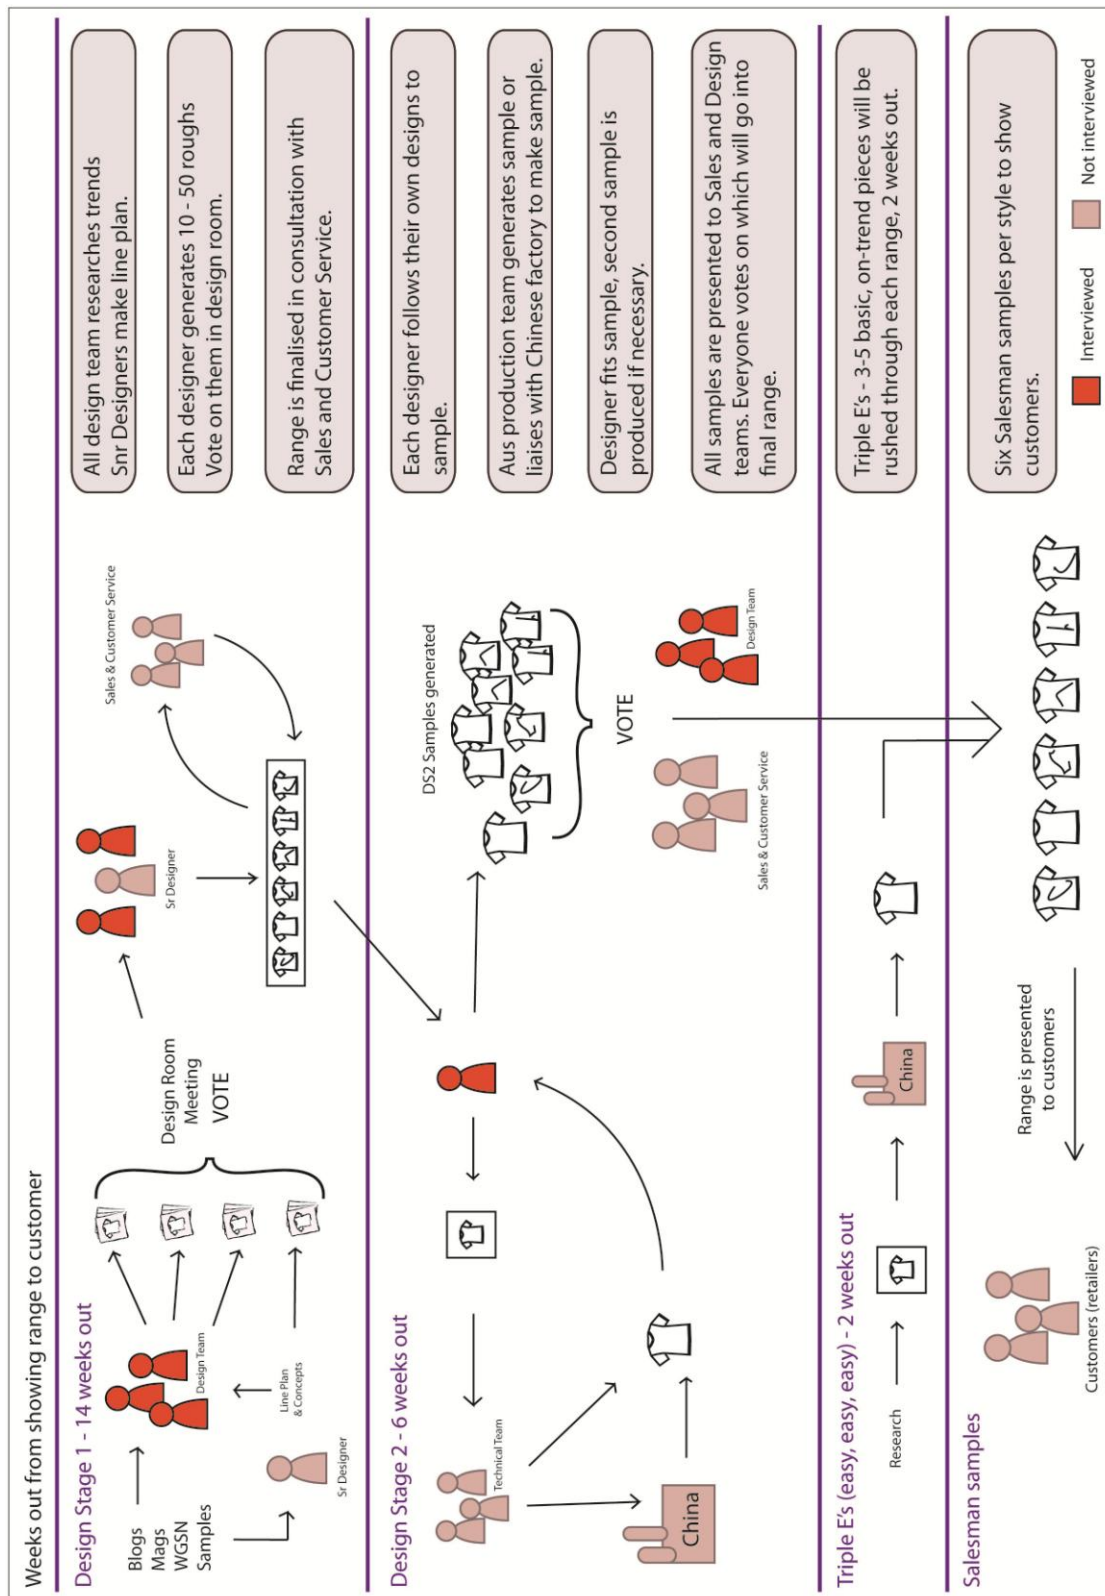 Weeks out from showing range to customer
Design Stage 1 - 14 weeks out
Blogs
Mags
WGSN
Samples
Design Team
Line Plan
& Concepts
Sr Designer
Design Room
Meeting
VOTE
Sr Designer
Sales & Customer Service
All design team researches trends
Snr Designers make line plan.
Each designer generates 10 - 50 roughs
Vote on them in design room.
Range is finalised in consultation with
Sales and Customer Service.
Design Stage 2 - 6 weeks out
Technical Team
China
DS2 Samples generated
VOTE
Sales & Customer Service
Design Team
Each designer follows their own designs to
sample.
Aus production team generates sample or
liaises with Chinese factory to make sample.
Designer fits sample, second sample is
produced if necessary.
All samples are presented to Sales and Design
teams. Everyone votes on which will go into
final range.
Triple E's (easy, easy, easy) - 2 weeks out
Research
China
Triple E's - 3-5 basic, on-trend pieces will be
rushed through each range, 2 weeks out.
Salesman samples
Customers (retailers)
Range is presented
to customers
Six Salesman samples per style to show
customers.
Interviewed
Not interviewed